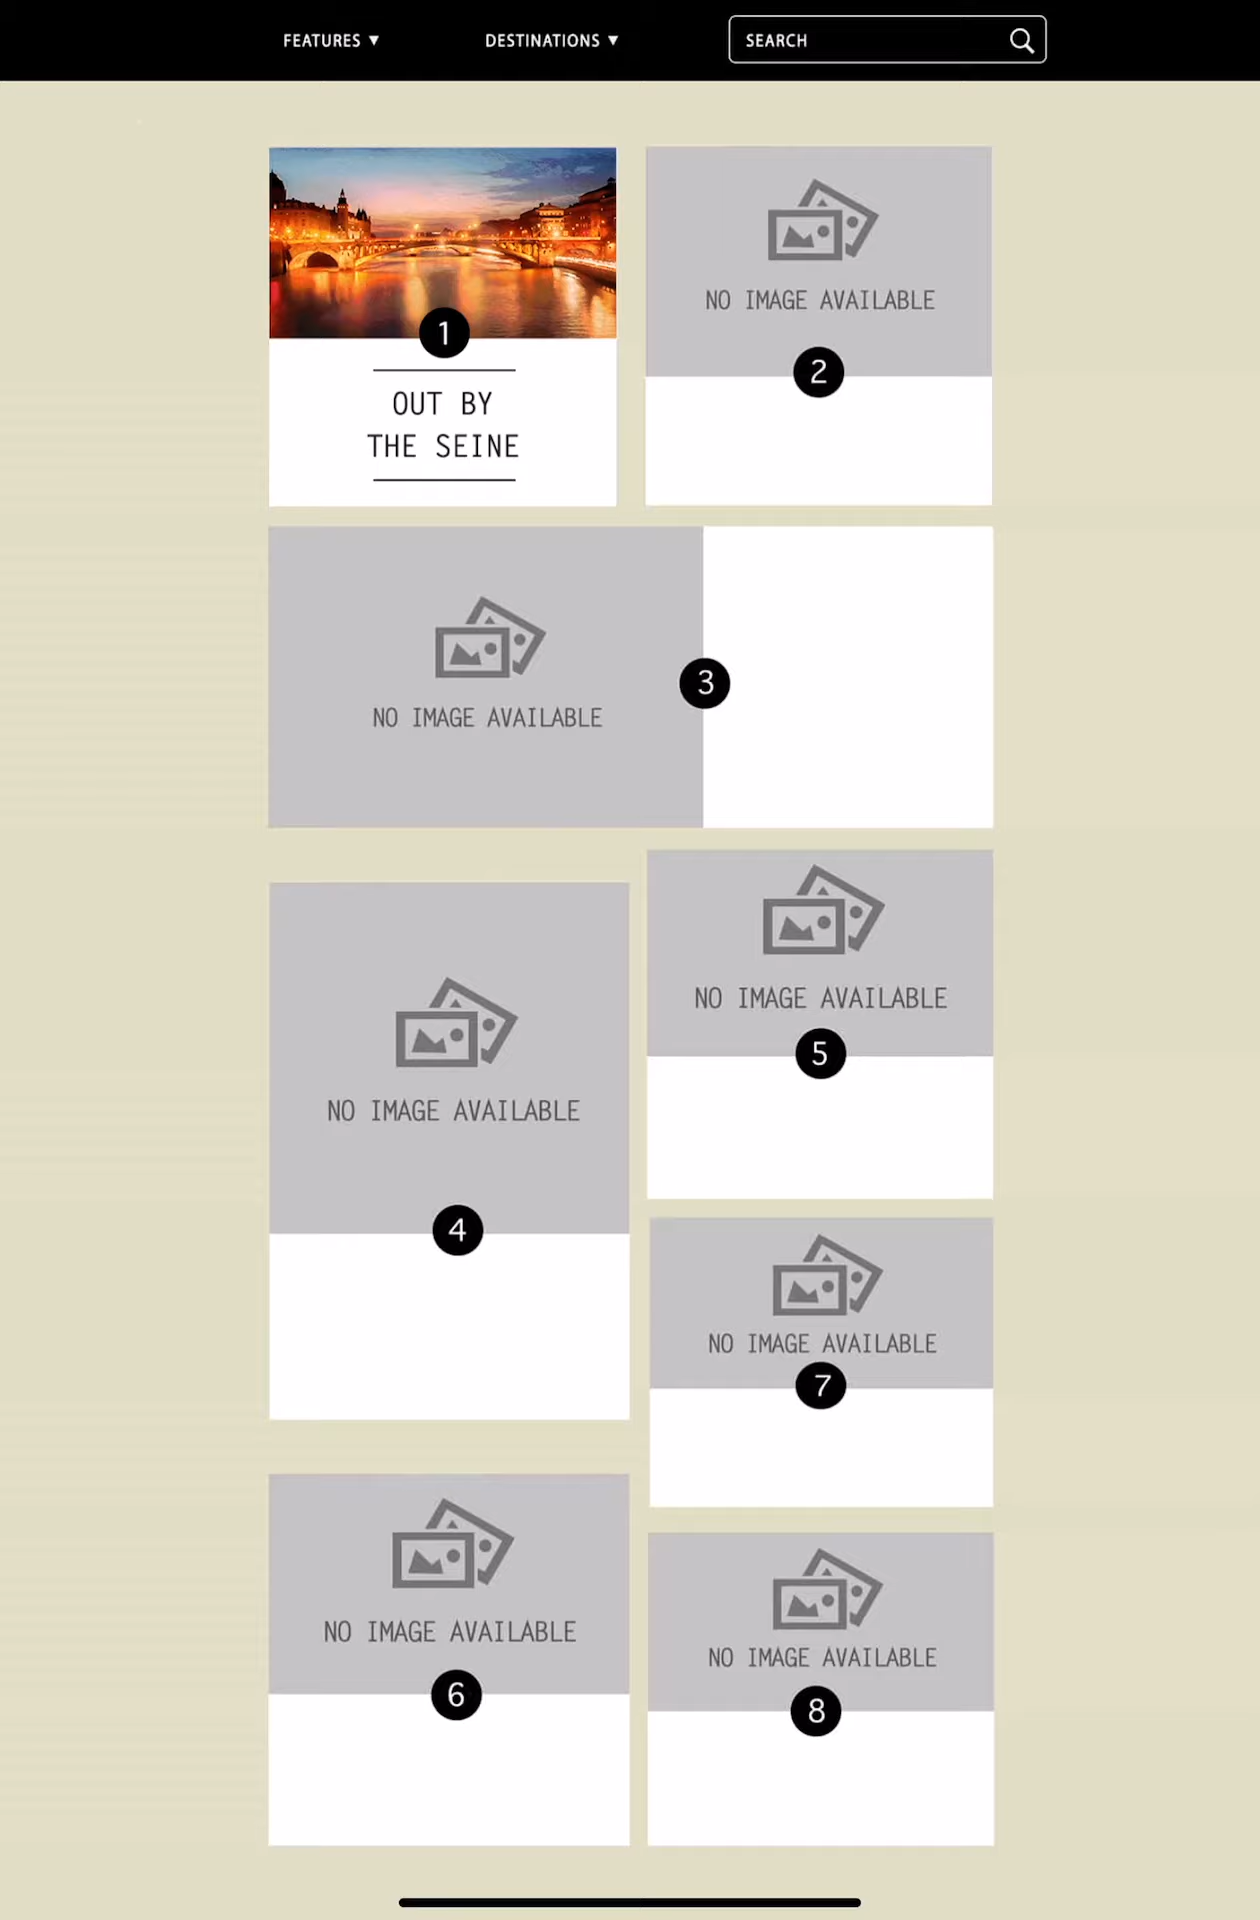 FEATURES ▼ DESTINATIONS ▼ SEARCH
1
OUT BY
THE SEINE
NO IMAGE AVAILABLE
2
NO IMAGE AVAILABLE
3
NO IMAGE AVAILABLE
4
NO IMAGE AVAILABLE
5
NO IMAGE AVAILABLE
6
NO IMAGE AVAILABLE
7
NO IMAGE AVAILABLE
8